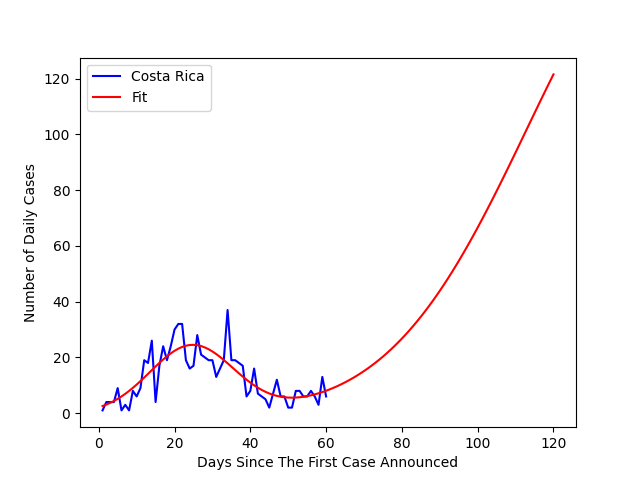 Costa Rica
Fit
Number of Daily Cases
120
100
80
60
40
20
0
0 20 40 60 80 100 120
Days Since The First Case Announced